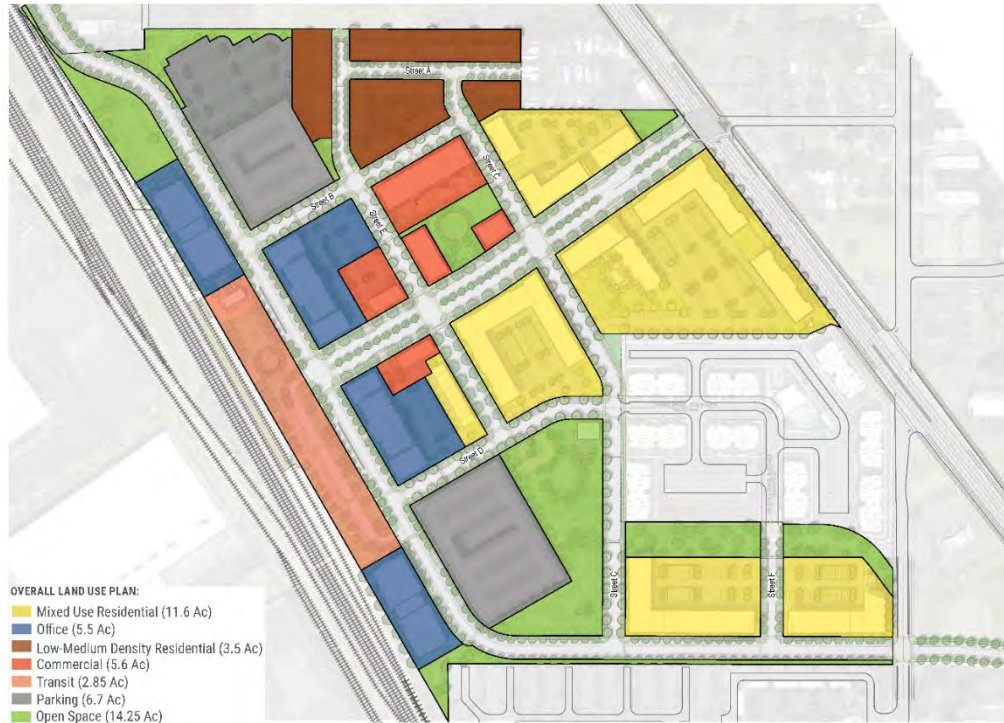 Street A
Street B
Street C
Street E
Street D
Street C
Street F
OVERALL LAND USE PLAN:
Mixed Use Residential (11.6 Ac)
Office (5.5 Ac)
Low-Medium Density Residential (3.5 Ac)
Commercial (5.6 Ac)
Transit (2.85 Ac)
Parking (6.7 Ac)
Open Space (14.25 Ac)